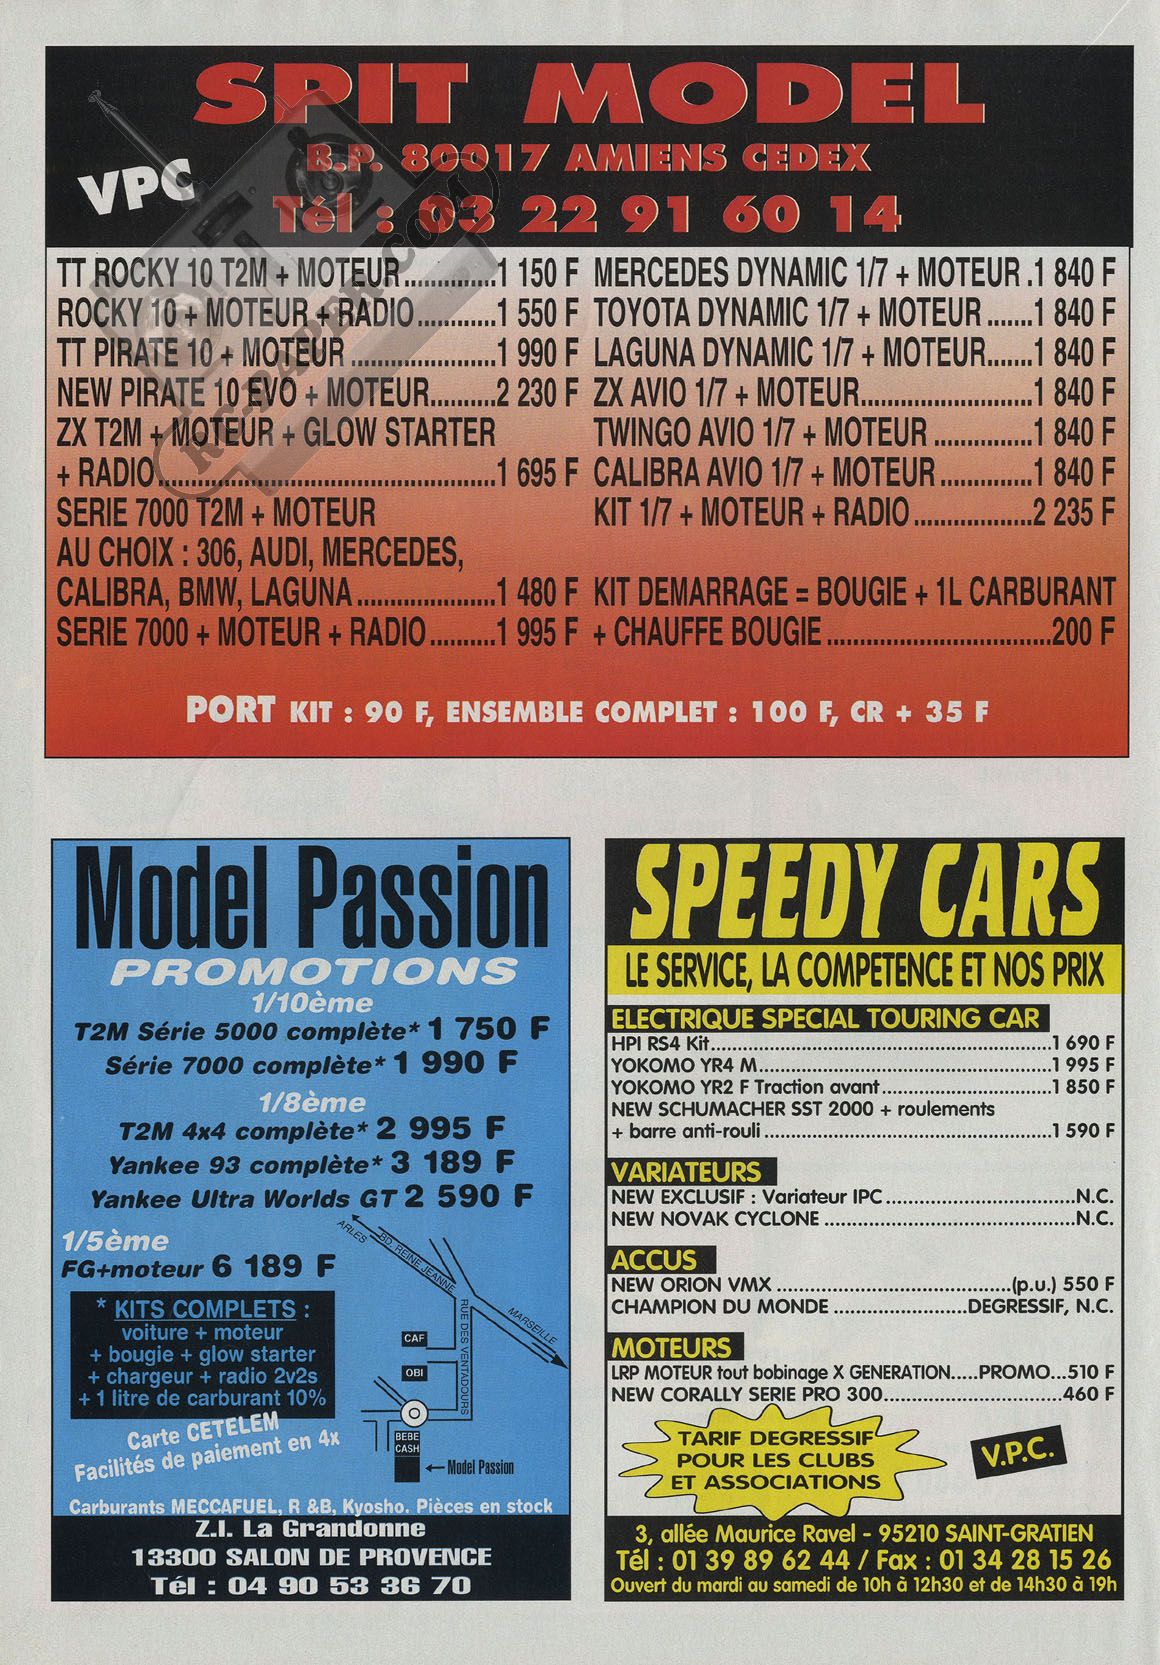 SPIT MODEL
B.P. 80017 AMIENS CEDEX
VPC
Tél : 03 22 91 60 14
RC-PAPER.COM
TT ROCKY 10 T2M + MOTEUR..............1 150 F
ROCKY 10 + MOTEUR + RADIO............1 550 F
TT PIRATE 10 + MOTEUR ......................1 990 F
NEW PIRATE 10 EVO + MOTEUR..........2 230 F
ZX T2M + MOTEUR + GLOW STARTER
+ RADIO....................................................1 695 F
SERIE 7000 T2M + MOTEUR
AU CHOIX : 306, AUDI, MERCEDES,
CALIBRA, BMW, LAGUNA .....................1 480 F
SERIE 7000 + MOTEUR + RADIO..........1 995 F
MERCEDES DYNAMIC 1/7 + MOTEUR .1 840 F
TOYOTA DYNAMIC 1/7 + MOTEUR .......1 840 F
LAGUNA DYNAMIC 1/7 + MOTEUR.......1 840 F
ZX AVIO 1/7 + MOTEUR..........................1 840 F
TWINGO AVIO 1/7 + MOTEUR ...............1 840 F
CALIBRA AVIO 1/7 + MOTEUR ..............1 840 F
KIT 1/7 + MOTEUR + RADIO ..................2 235 F
KIT DEMARRAGE = BOUGIE + 1L CARBURANT
+ CHAUFFE BOUGIE ..................................200 F
PORT KIT : 90 F, ENSEMBLE COMPLET : 100 F, CR + 35 F
Model Passion
PROMOTIONS
1/10ème
T2M Série 5000 complète* 1 750 F
Série 7000 complète* 1 990 F
1/8ème
T2M 4x4 complète* 2 995 F
Yankee 93 complète* 3 189 F
Yankee Ultra Worlds GT 2 590 F
1/5ème
FG+moteur 6 189 F
* KITS COMPLETS :
voiture + moteur
+ bougie + glow starter
+ chargeur + radio 2v2s
+ 1 litre de carburant 10%
Carte CETELEM
Facilités de paiement en 4x
ARLES
BD. REINE JEANNE
RUE DES VENTADOURS
MARSEILLE
CAF
OBI
BEBE
CASH
Model Passion
Carburants MECCAFUEL, R &B, Kyosho. Pièces en stock
Z.I. La Grandonne
13300 SALON DE PROVENCE
Tél : 04 90 53 36 70
SPEEDY CARS
LE SERVICE, LA COMPETENCE ET NOS PRIX
ELECTRIQUE SPECIAL TOURING CAR
HPI RS4 Kit..............................................................1 690 F
YOKOMO YR4 M.....................................................1 995 F
YOKOMO YR2 F Traction avant...............................1 850 F
NEW SCHUMACHER SST 2000 + roulements
+ barre anti-rouli.....................................................1 590 F
VARIATEURS
NEW EXCLUSIF : Variateur IPC..................................N.C.
NEW NOVAK CYCLONE .............................................N.C.
ACCUS
NEW ORION VMX ..........................................(p.u.) 550 F
CHAMPION DU MONDE ........................DEGRESSIF, N.C.
MOTEURS
LRP MOTEUR tout bobinage X GENERATION.....PROMO...510 F
NEW CORALLY SERIE PRO 300................................460 F
TARIF DEGRESSIF
POUR LES CLUBS
ET ASSOCIATIONS
V.P.C.
3, allée Maurice Ravel - 95210 SAINT-GRATIEN
Tél : 01 39 89 62 44 / Fax : 01 34 28 15 26
Ouvert du mardi au samedi de 10h à 12h30 et de 14h30 à 19h